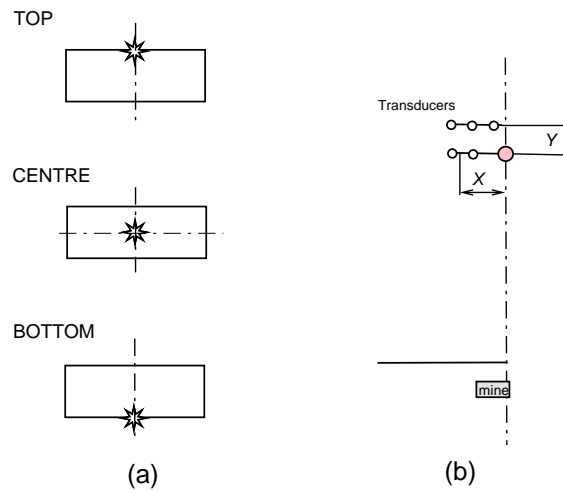 TOP
CENTRE
BOTTOM
(a)
Transducers
Y
X
mine
(b)